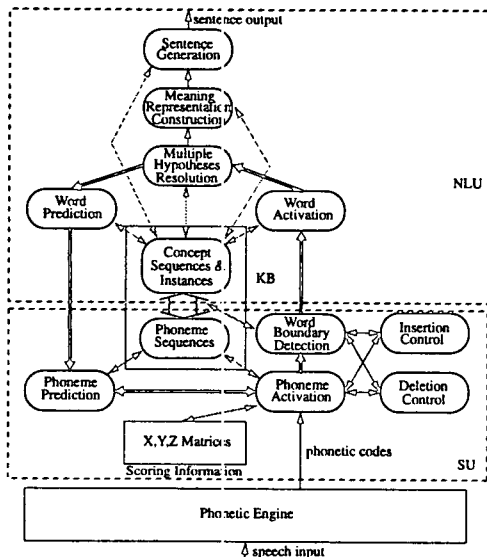 sentence output
Sentence
Generation
Meaning
Representation
Construction
Multiple
Hypotheses
Resolution
NLU
Word
Prediction
Word
Activation
Concept
Sequences &
Instances
KB
Phoneme
Sequences
Word
Boundary
Detection
Insertion
Control
Phoneme
Prediction
Phoneme
Activation
Deletion
Control
X,Y,Z Matrices
Scoring Information
phonetic codes
SU
Phonetic Engine
speech input